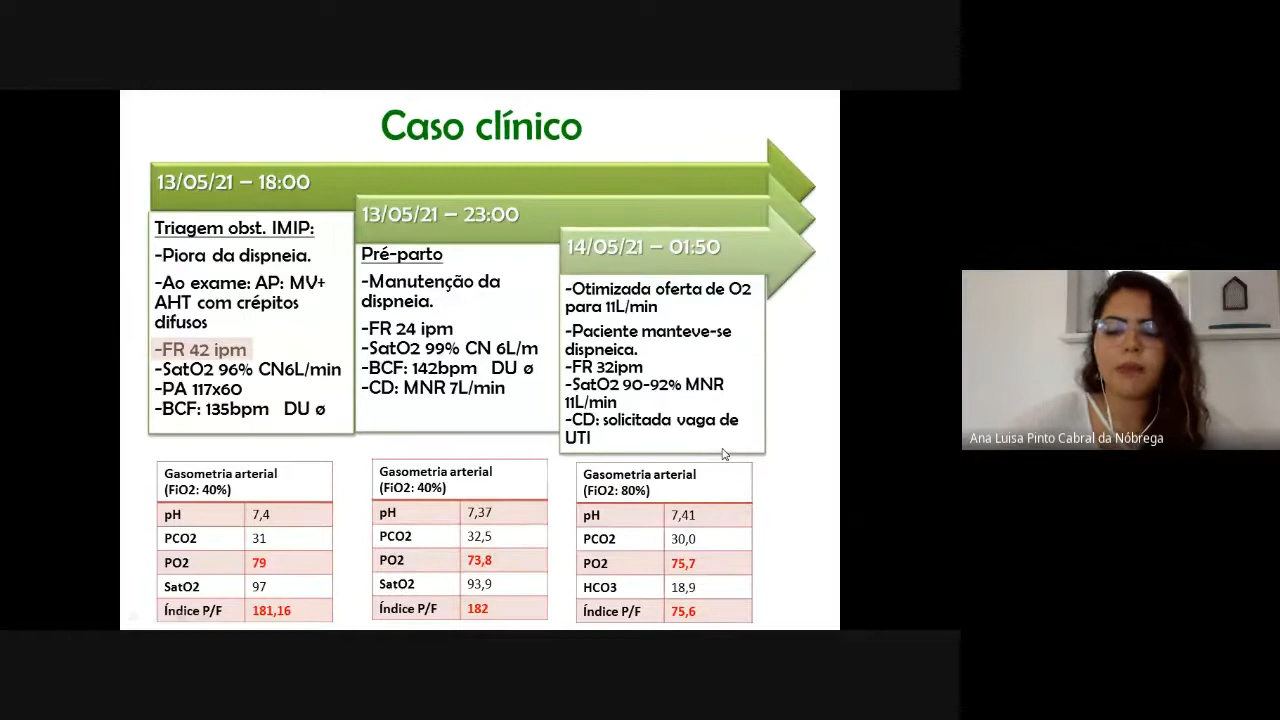 Caso clínico
13/05/21 – 18:00
Triagem obst. IMIP:
-Piora da dispneia.
-Ao exame: AP: MV+
AHT com crépitos
difusos
-FR 42 ipm
-SatO2 96% CN6L/min
-PA 117x60
-BCF: 135bpm DU ø
13/05/21 – 23:00
Pré-parto
-Manutenção da
dispneia.
-FR 24 ipm
-SatO2 99% CN 6L/m
-BCF: 142bpm DU ø
-CD: MNR 7L/min
14/05/21 – 01:50
-Otimizada oferta de O2
para 11L/min
-Paciente manteve-se
dispneica.
-FR 32ipm
-SatO2 90-92% MNR
11L/min
-CD: solicitada vaga de
UTI
Gasometria arterial
(FiO2: 40%)
pH 7,4
PCO2 31
PO2 79
SatO2 97
Índice P/F 181,16
Gasometria arterial
(FiO2: 40%)
pH 7,37
PCO2 32,5
PO2 73,8
SatO2 93,9
Índice P/F 182
Gasometria arterial
(FiO2: 80%)
pH 7,41
PCO2 30,0
PO2 75,7
HCO3 18,9
Índice P/F 75,6
Ana Luisa Pinto Cabral da Nóbrega